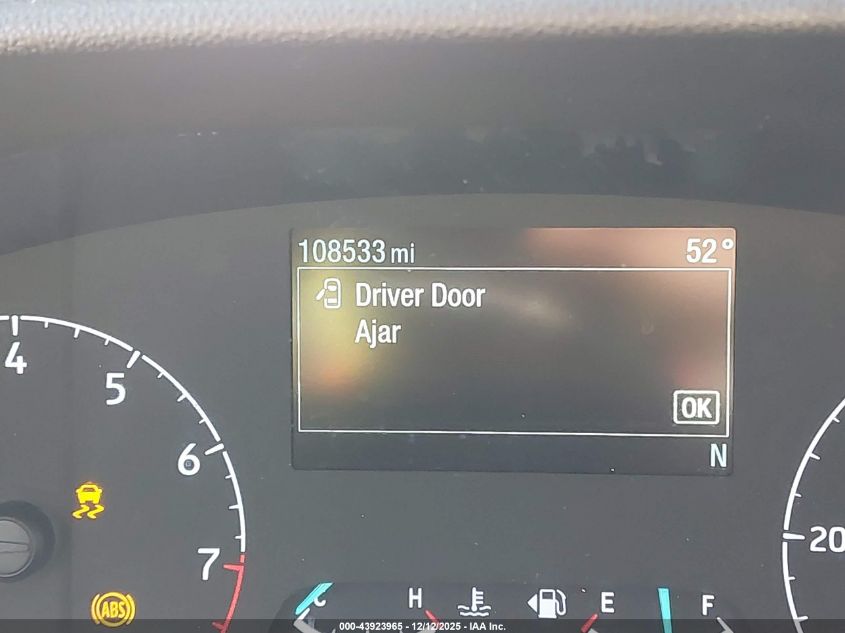 108533 mi 52°
Driver Door
Ajar
OK
N
4
5
6
7
20
ABS
C H E F
000-43923965 - 12/12/2025 - IAA Inc.